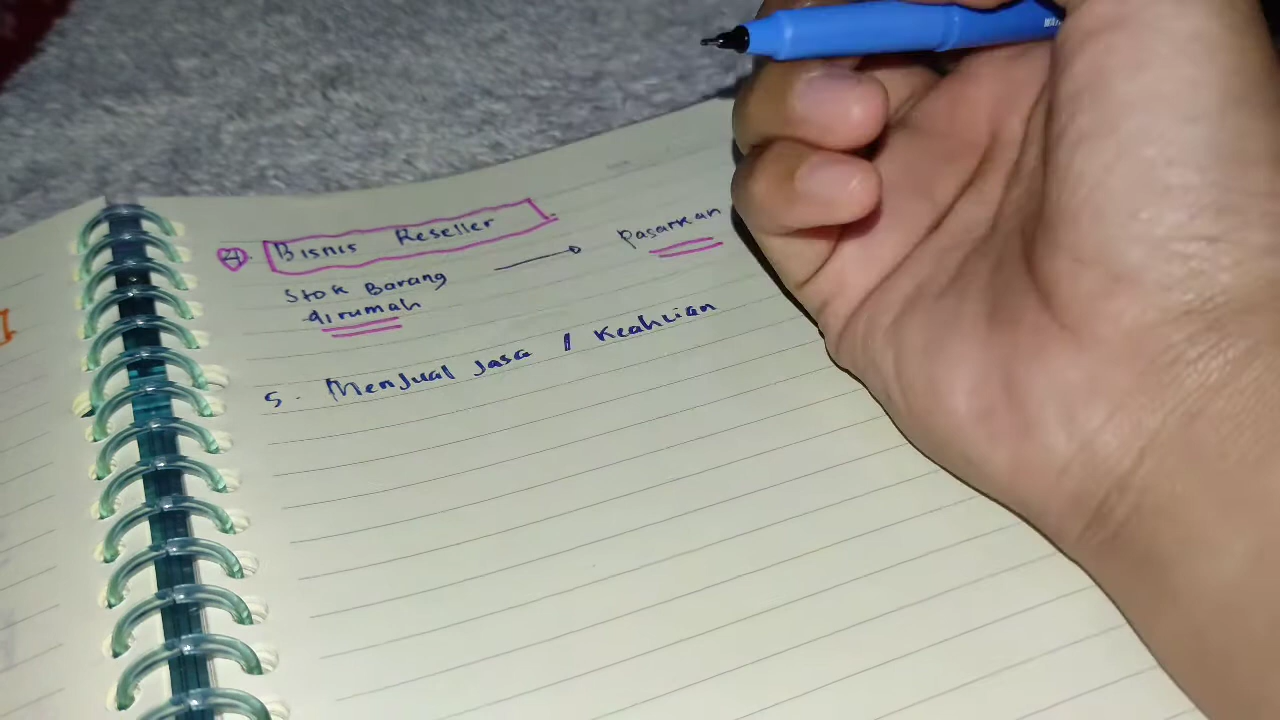 4. Bisnis Reseller
Stok Barang → Pasarkan
dirumah
5. Menjual Jasa / Keahlian